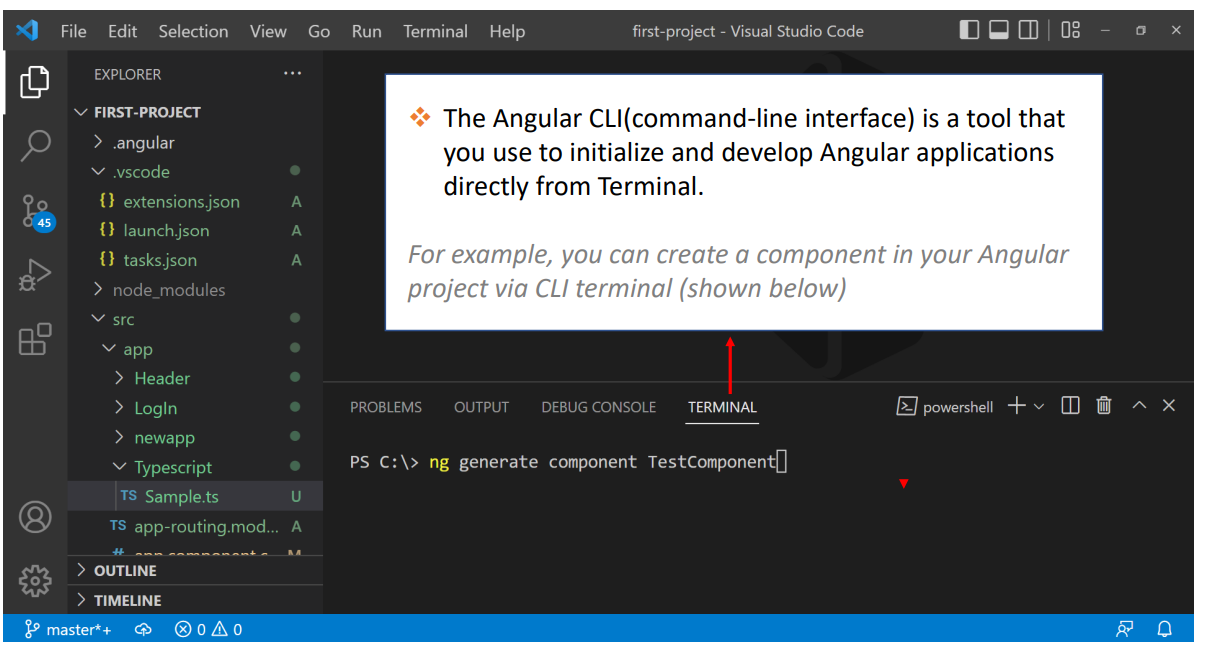 File Edit Selection View Go Run Terminal Help first-project - Visual Studio Code
EXPLORER
FIRST-PROJECT
.angular
.vscode
{} extensions.json A
{} launch.json A
{} tasks.json A
node_modules
src
app
Header
LogIn
newapp
Typescript
TS Sample.ts U
TS app-routing.mod... A
# app.component.c M
OUTLINE
TIMELINE
45
The Angular CLI(command-line interface) is a tool that
you use to initialize and develop Angular applications
directly from Terminal.
For example, you can create a component in your Angular
project via CLI terminal (shown below)
PROBLEMS OUTPUT DEBUG CONSOLE TERMINAL powershell
PS C:\> ng generate component TestComponent
master*+ 0 0